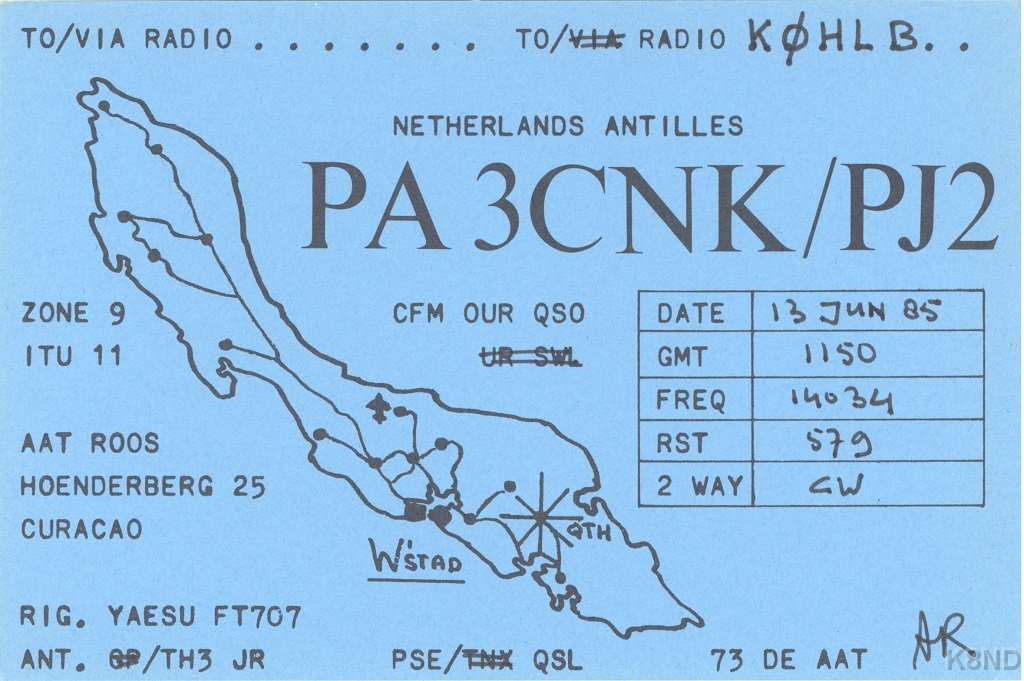 TO/VIA RADIO . . . . . . . . TO/VIA RADIO KØHLB. .
NETHERLANDS ANTILLES
PA3CNK/PJ2
ZONE 9
ITU 11
CFM OUR QSO
UR SWL
DATE 13 JUN 85
GMT 1150
FREQ 14034
RST 579
2 WAY CW
AAT ROOS
HOENDERBERG 25
CURACAO
QTH
W'STAD
RIG. YAESU FT707
ANT. GP/TH3 JR
PSE/TNX QSL
73 DE AAT
AR
K8ND